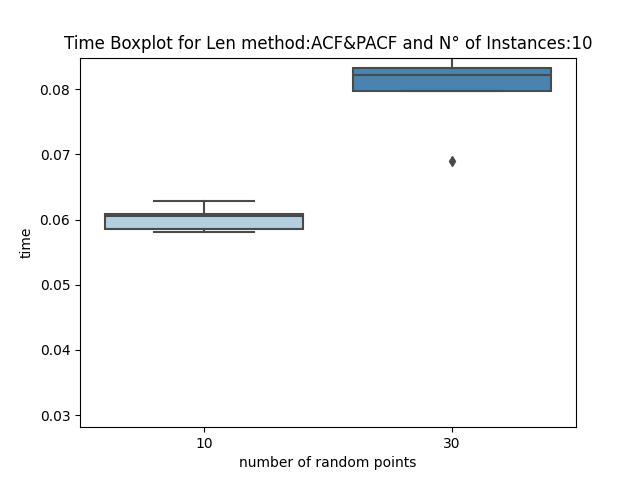 Time Boxplot for Len method:ACF&PACF and N° of Instances:10
0.08
0.07
0.06
0.05
0.04
0.03
time
10
30
number of random points